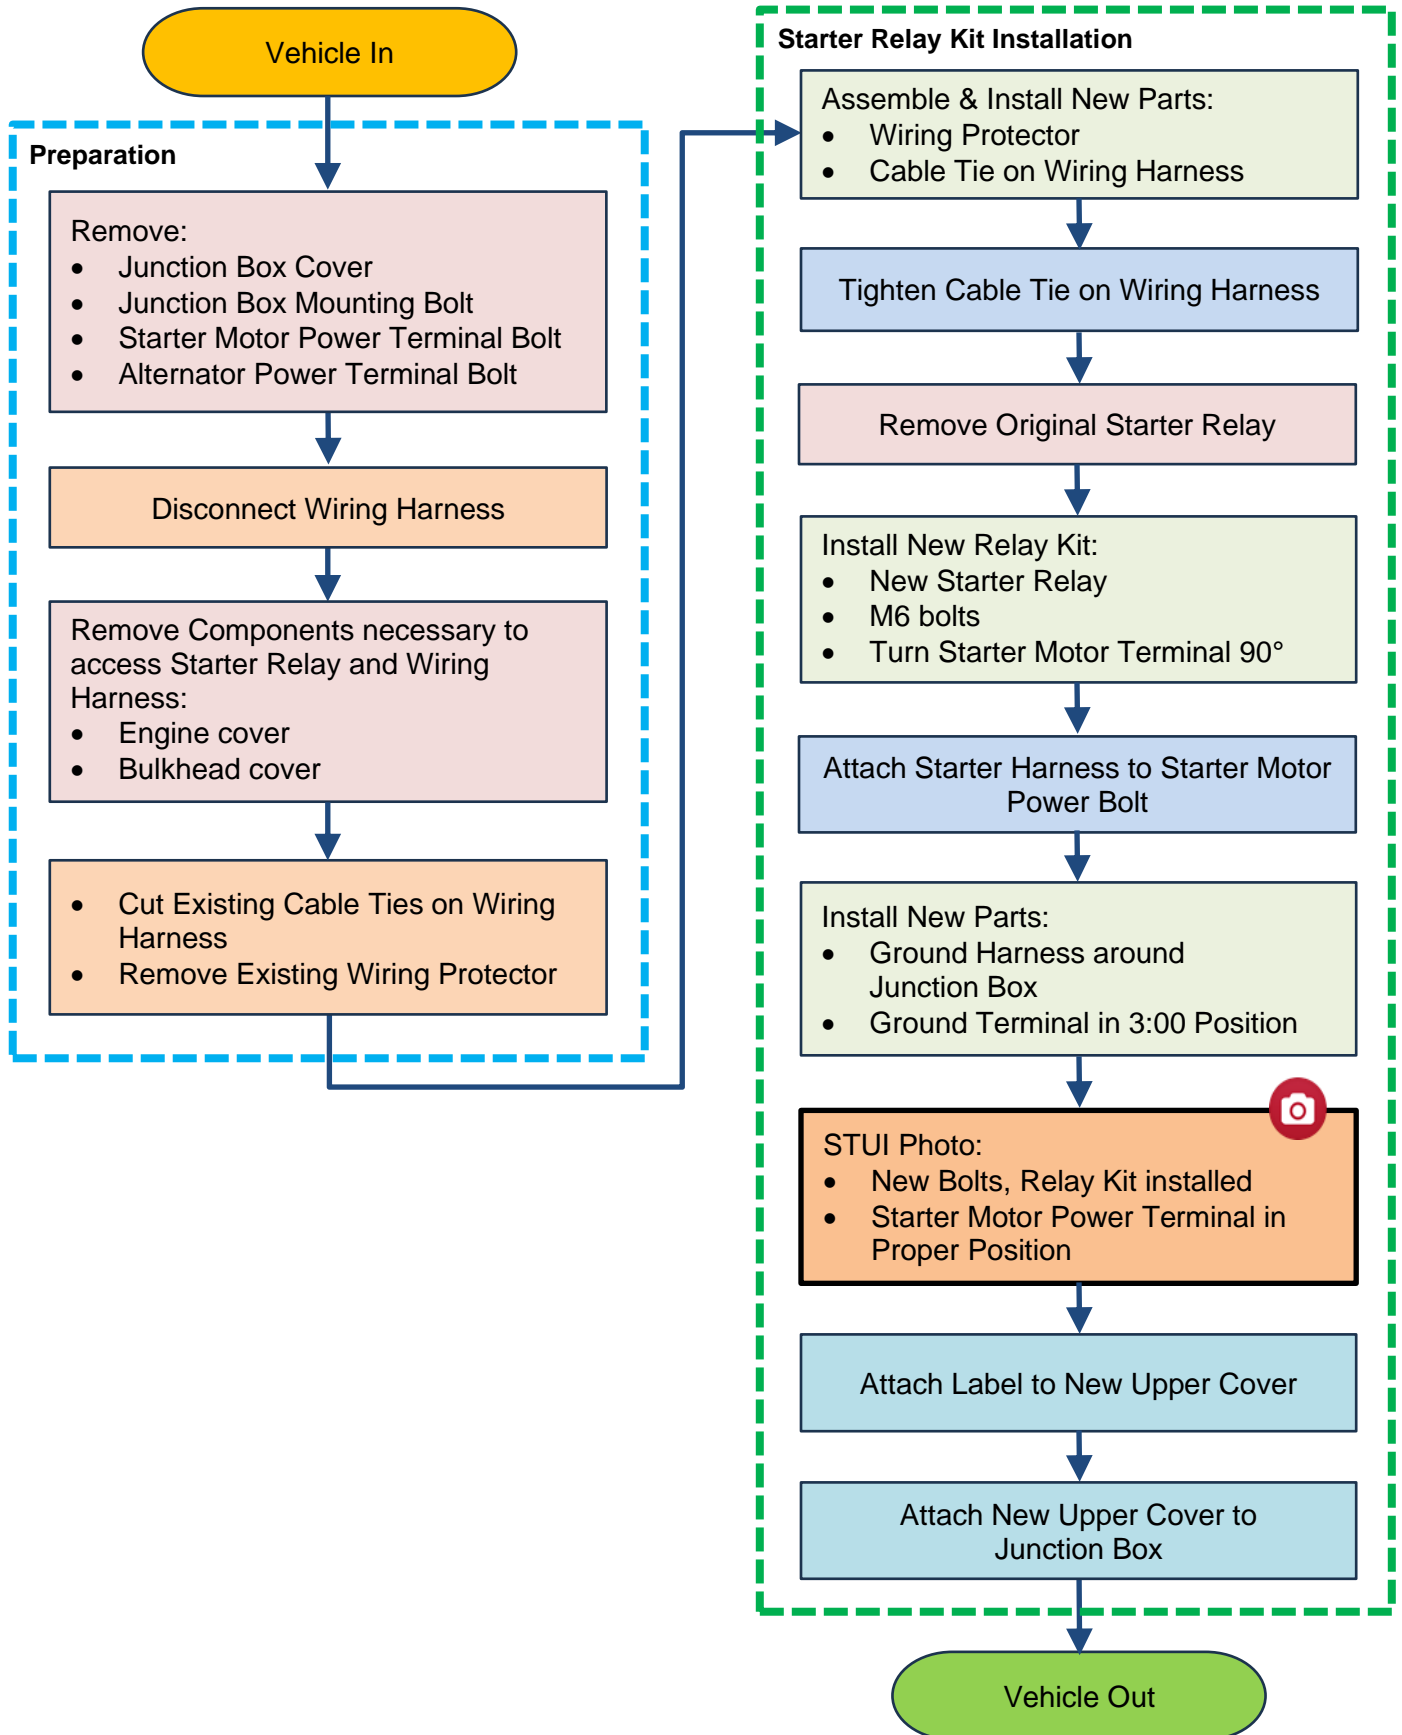 Vehicle In
Preparation
Remove:
• Junction Box Cover
• Junction Box Mounting Bolt
• Starter Motor Power Terminal Bolt
• Alternator Power Terminal Bolt
Disconnect Wiring Harness
Remove Components necessary to
access Starter Relay and Wiring
Harness:
• Engine cover
• Bulkhead cover
• Cut Existing Cable Ties on Wiring
Harness
• Remove Existing Wiring Protector
Starter Relay Kit Installation
Assemble & Install New Parts:
• Wiring Protector
• Cable Tie on Wiring Harness
Tighten Cable Tie on Wiring Harness
Remove Original Starter Relay
Install New Relay Kit:
• New Starter Relay
• M6 bolts
• Turn Starter Motor Terminal 90°
Attach Starter Harness to Starter Motor
Power Bolt
Install New Parts:
• Ground Harness around
Junction Box
• Ground Terminal in 3:00 Position
STUI Photo:
• New Bolts, Relay Kit installed
• Starter Motor Power Terminal in
Proper Position
Attach Label to New Upper Cover
Attach New Upper Cover to
Junction Box
Vehicle Out